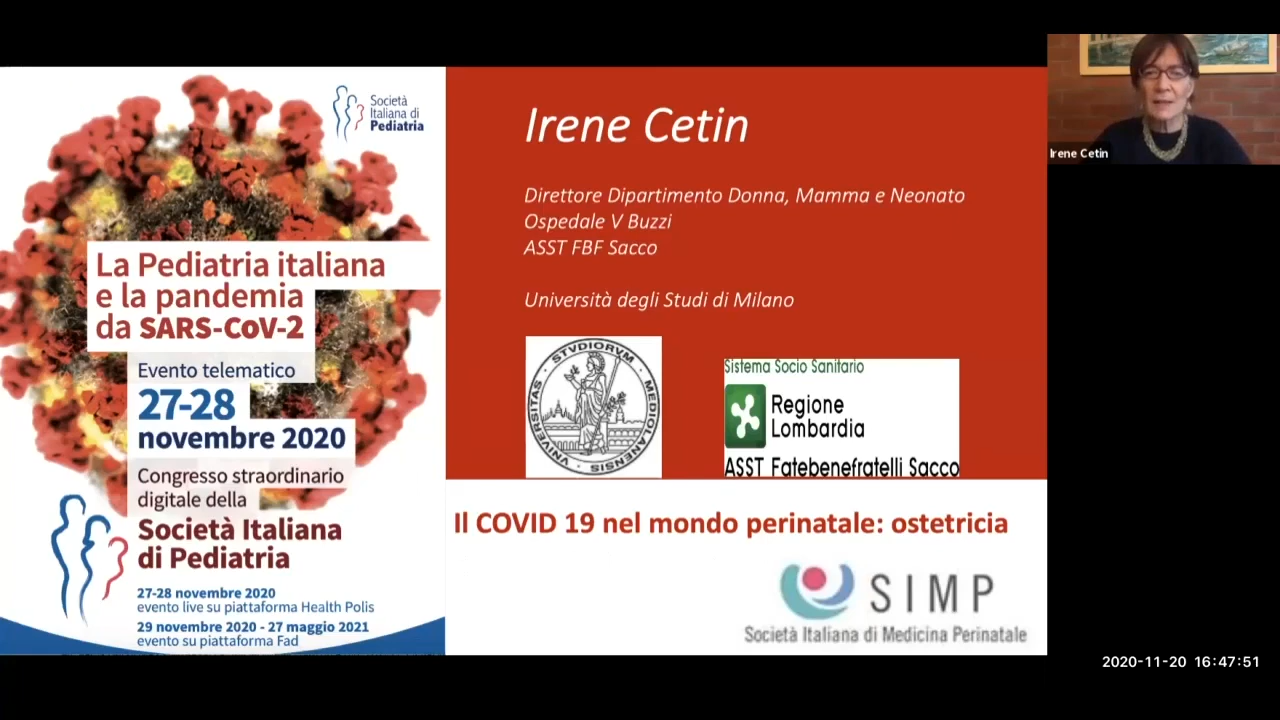 Società
Italiana di
Pediatria
La Pediatria italiana
e la pandemia
da SARS-CoV-2
Evento telematico
27-28
novembre 2020
Congresso straordinario
digitale della
Società Italiana
di Pediatria
27-28 novembre 2020
evento live su piattaforma Health Polis
29 novembre 2020 - 27 maggio 2021
evento su piattaforma Fad
Irene Cetin
Direttore Dipartimento Donna, Mamma e Neonato
Ospedale V Buzzi
ASST FBF Sacco
Università degli Studi di Milano
UNIVERSITAS STVDIORVM MEDIOLANENSIS
Sistema Socio Sanitario
Regione
Lombardia
ASST Fatebenefratelli Sacco
Il COVID 19 nel mondo perinatale: ostetricia
SIMP
Società Italiana di Medicina Perinatale
Irene Cetin
2020-11-20 16:47:51